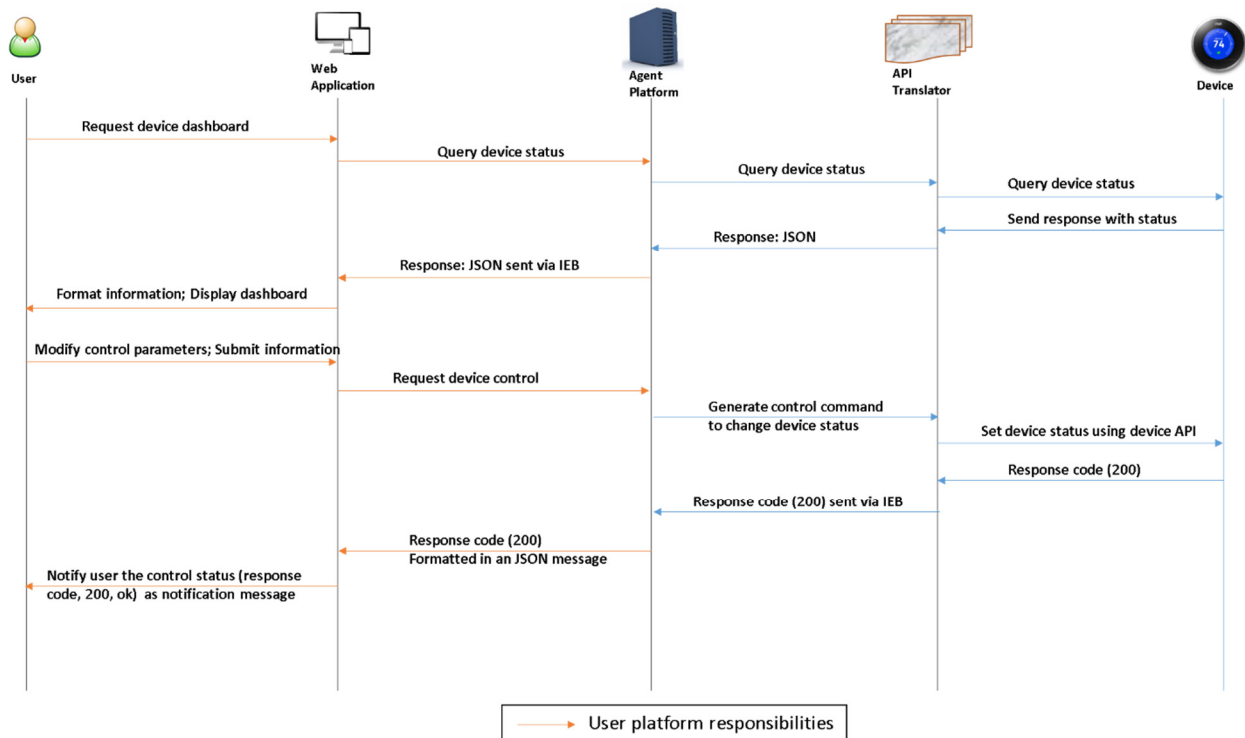 User
Web
Application
Agent
Platform
API
Translator
74
Device
Request device dashboard
Query device status
Query device status
Query device status
Send response with status
Response: JSON
Response: JSON sent via IEB
Format information; Display dashboard
Modify control parameters; Submit information
Request device control
Generate control command
to change device status
Set device status using device API
Response code (200)
Response code (200) sent via IEB
Response code (200)
Formatted in an JSON message
Notify user the control status (response
code, 200, ok)  as notification message
User platform responsibilities